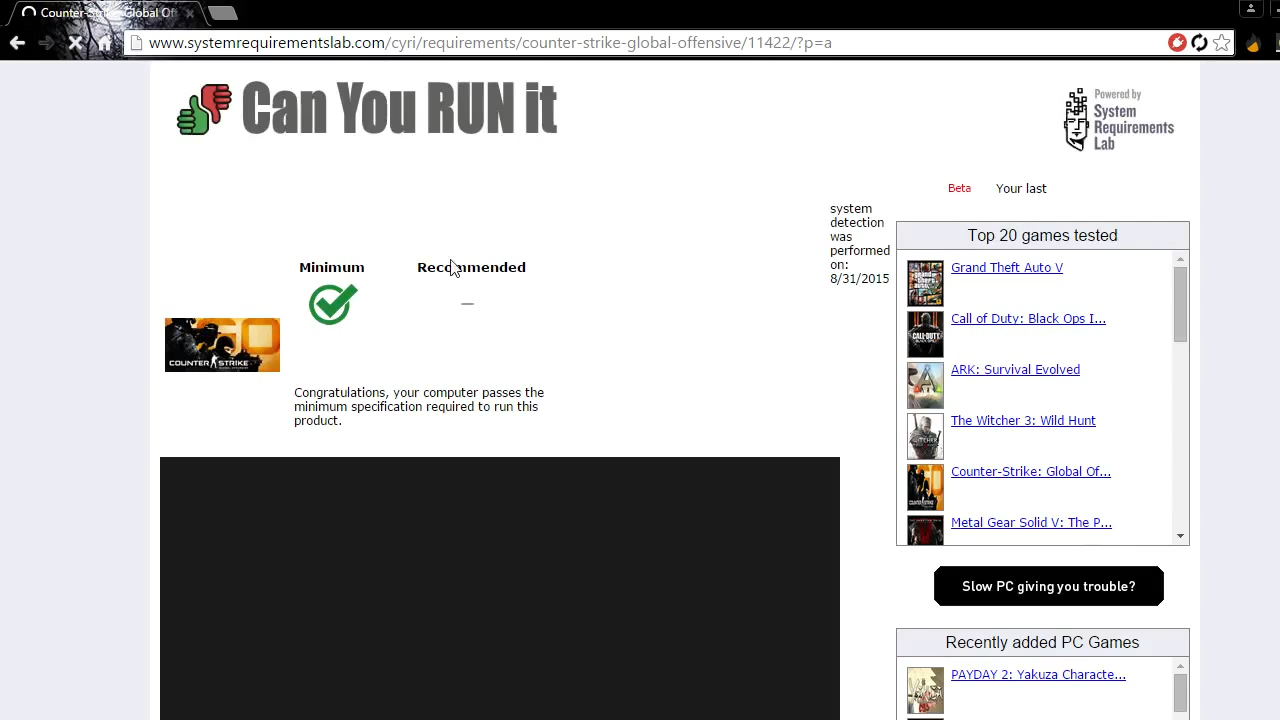 Counter-Strike: Global Of
www.systemrequirementslab.com/cyri/requirements/counter-strike-global-offensive/11422/?p=a
Can You RUN it
Powered by
System
Requirements
Lab
Beta Your last
system
detection
was
performed
on:
8/31/2015
Minimum Recommended
—
COUNTER STRIKE
GLOBAL OFFENSIVE
Congratulations, your computer passes the
minimum specification required to run this
product.
Top 20 games tested
Grand Theft Auto V
Call of Duty: Black Ops I...
ARK: Survival Evolved
The Witcher 3: Wild Hunt
Counter-Strike: Global Of...
Metal Gear Solid V: The P...
Slow PC giving you trouble?
Recently added PC Games
PAYDAY 2: Yakuza Characte...